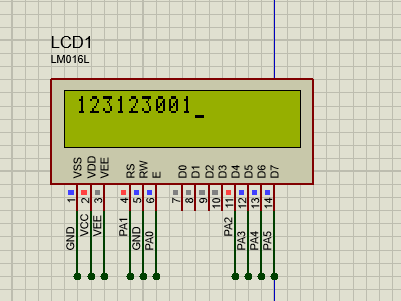 LCD1
LM016L
123123001_
VSS VDD VEE RS RW E D0 D1 D2 D3 D4 D5 D6 D7
1 2 3 4 5 6 7 8 9 10 11 12 13 14
GND VCC VEE PA1 GND PA0 PA2 PA3 PA4 PA5